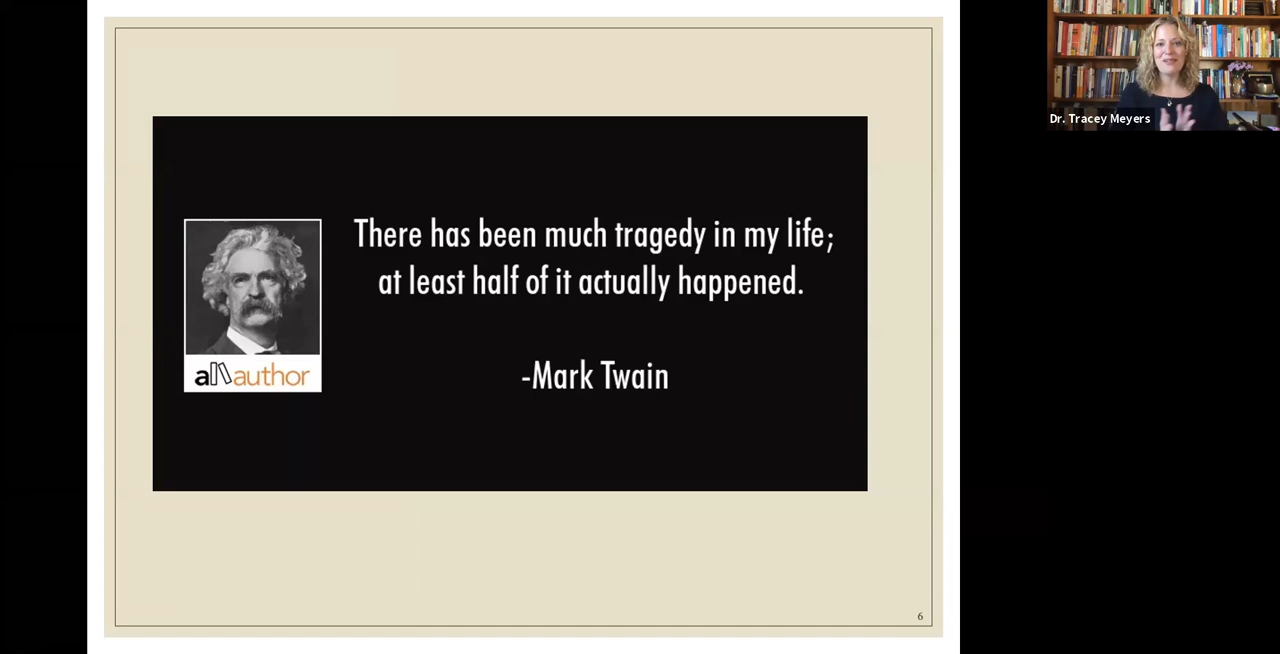 There has been much tragedy in my life;
at least half of it actually happened.
-Mark Twain
allauthor
6
Dr. Tracey Meyers